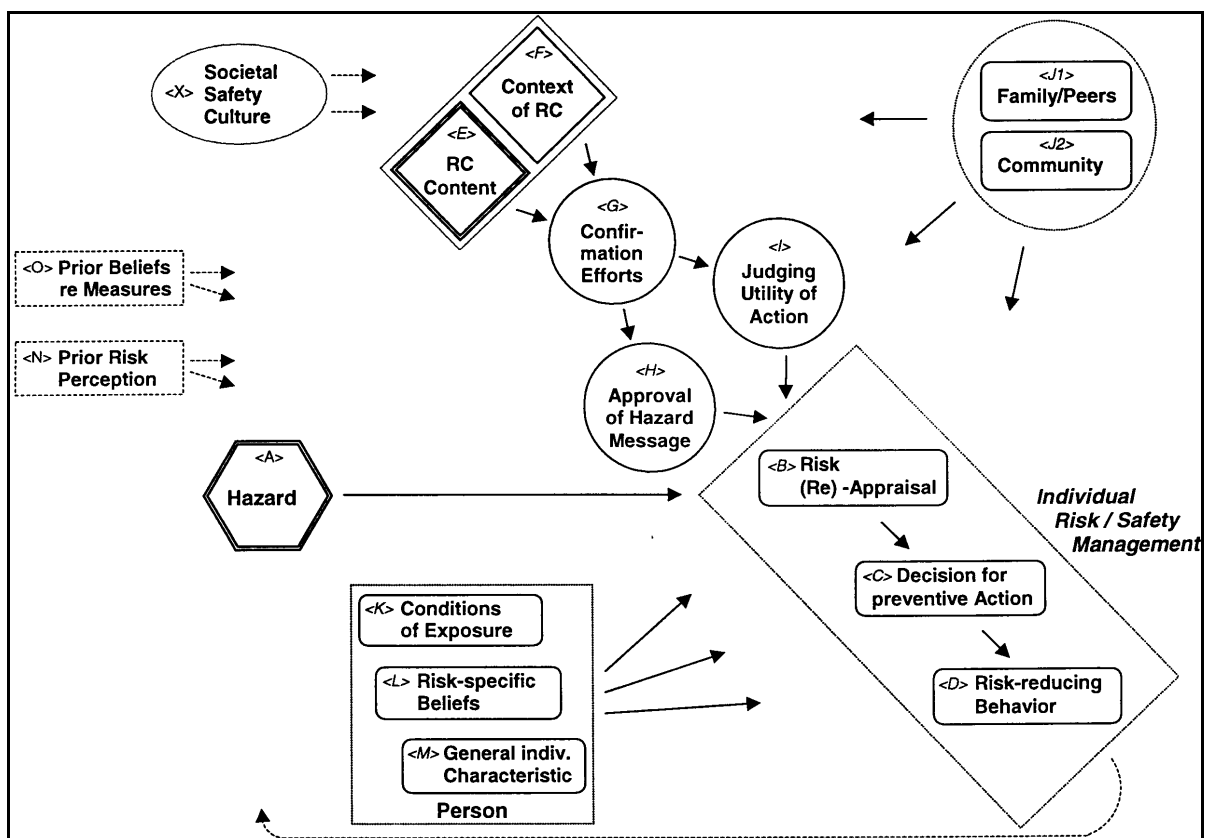 <X> Societal
Safety
Culture
<F>
Context
of RC
<E>
RC
Content
<J1>
Family/Peers
<J2>
Community
<G>
Confir-
mation
Efforts
<I>
Judging
Utility of
Action
<O> Prior Beliefs
re Measures
<N> Prior Risk
Perception
<H>
Approval
of Hazard
Message
<A>
Hazard
<B> Risk
(Re) -Appraisal
Individual
Risk / Safety
Management
<C> Decision for
preventive Action
<D> Risk-reducing
Behavior
<K> Conditions
of Exposure
<L> Risk-specific
Beliefs
<M> General indiv.
Characteristic
Person